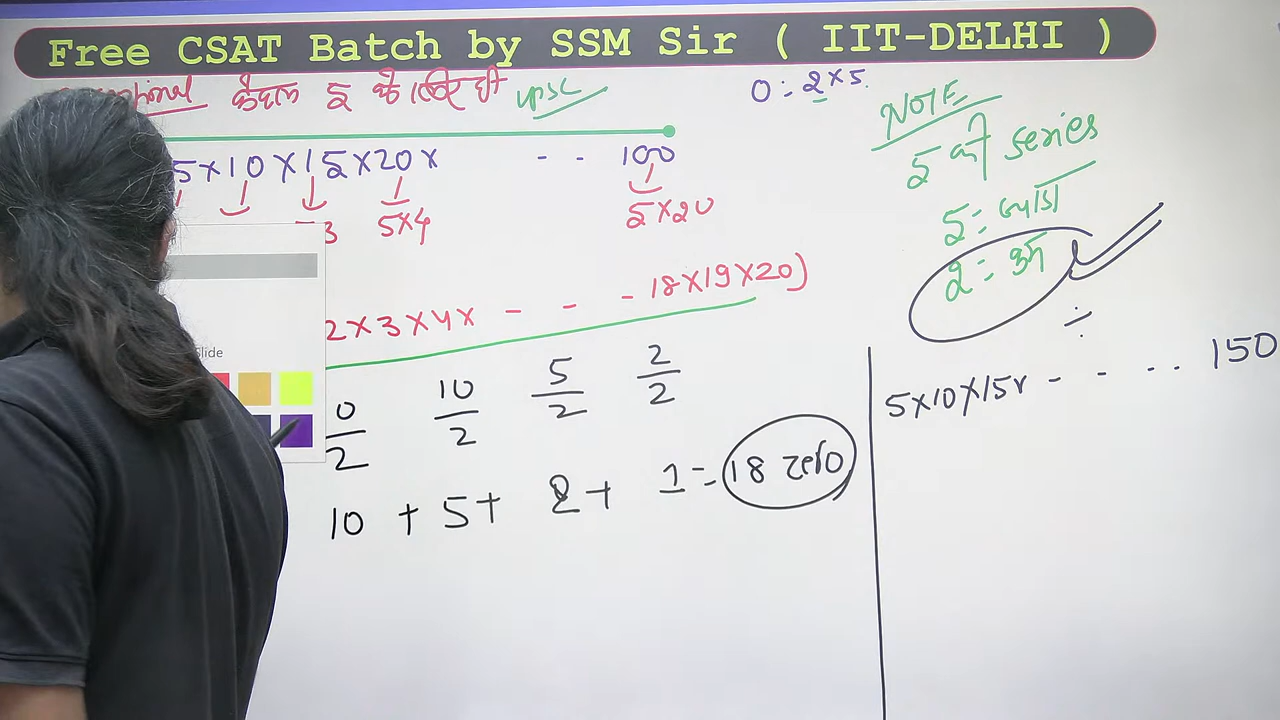 Free CSAT Batch by SSM Sir ( IIT-DELHI )
केवल 5 के लिए ही UPSC
0 = 2×5
NOTE
5 की series
5 = ज्यादा
2 = कम
÷
5×10×15×20× - - 100
3 5×4 5×20
2×3×4× - - - 18×19×20)
Slide
0/2 10/2 5/2 2/2
10 + 5 + 2 + 1 = 18 zero
5×10×15× - - - - 150